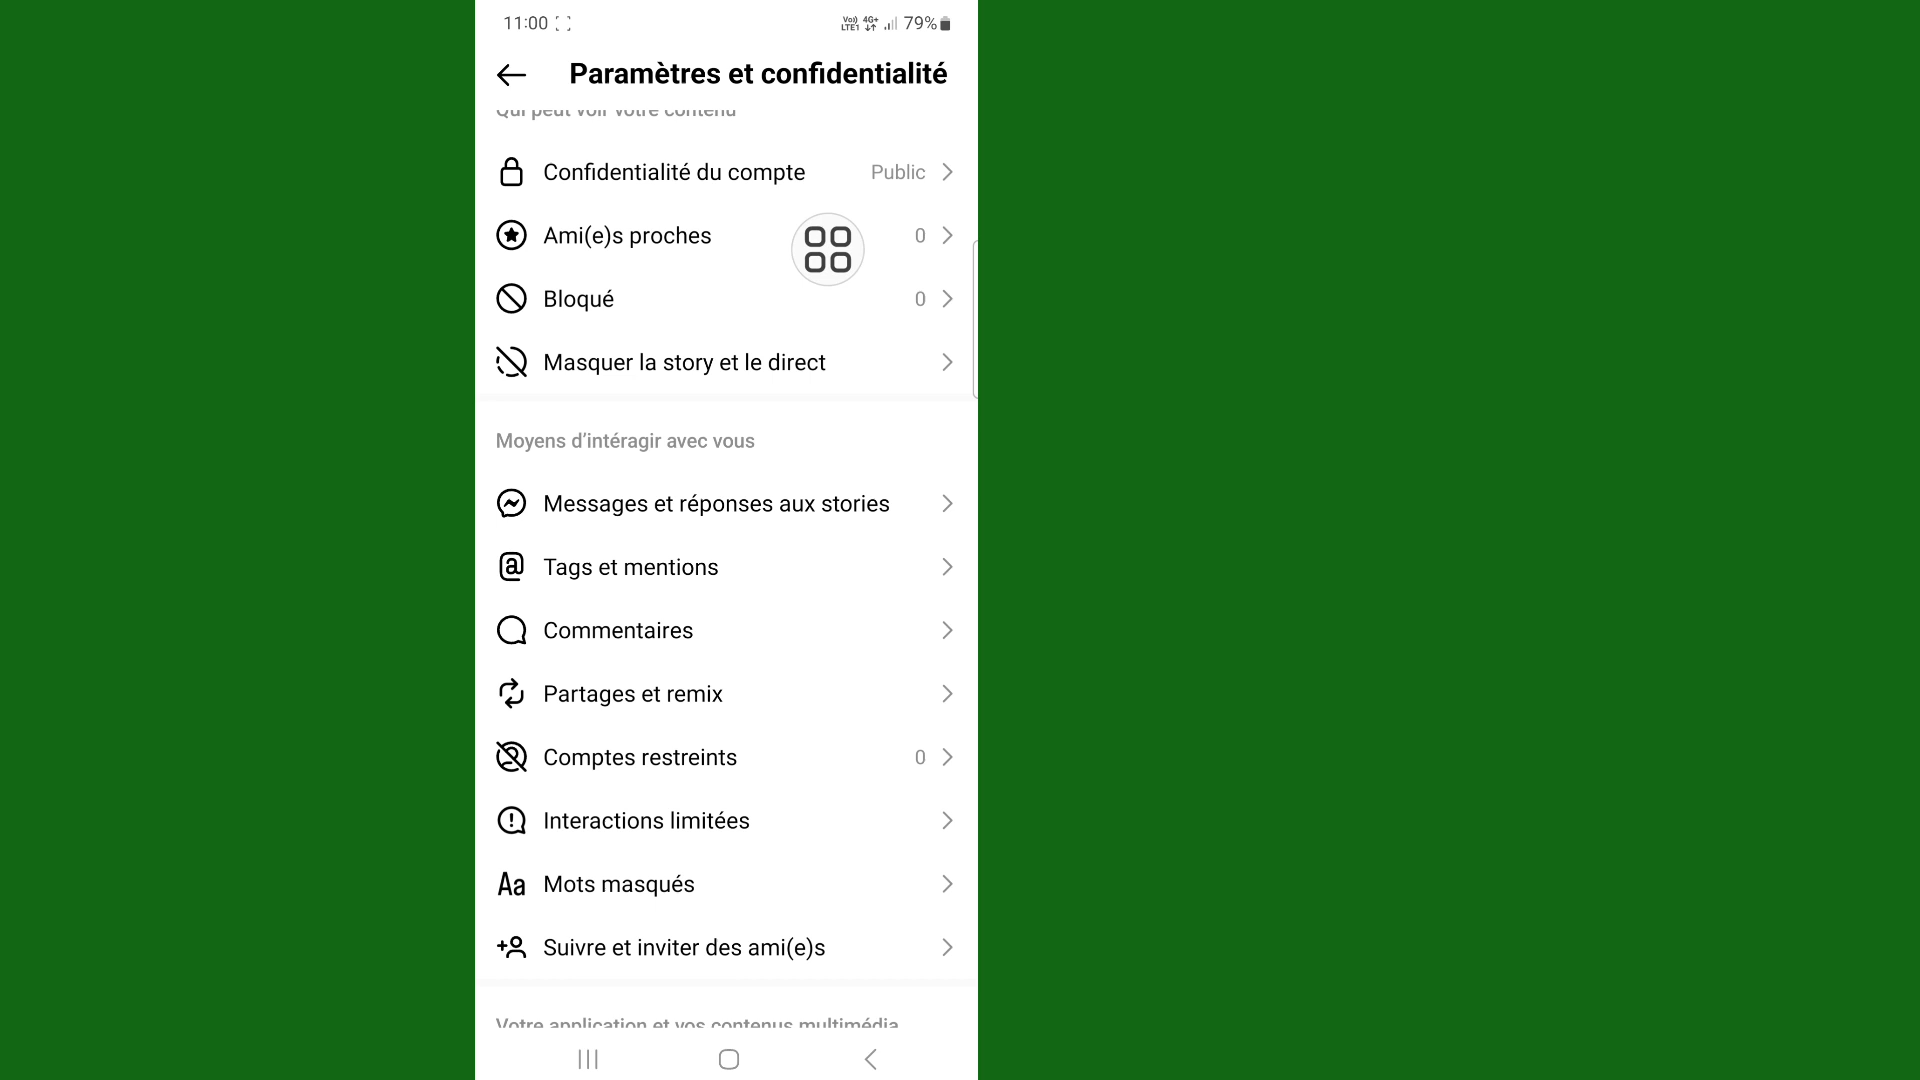 11:00 79%
Paramètres et confidentialité
Qui peut voir votre contenu
Confidentialité du compte Public
Ami(e)s proches 0
Bloqué 0
Masquer la story et le direct
Moyens d’intéragir avec vous
Messages et réponses aux stories
Tags et mentions
Commentaires
Partages et remix
Comptes restreints 0
Interactions limitées
Aa Mots masqués
Suivre et inviter des ami(e)s
Votre application et vos contenus multimédia